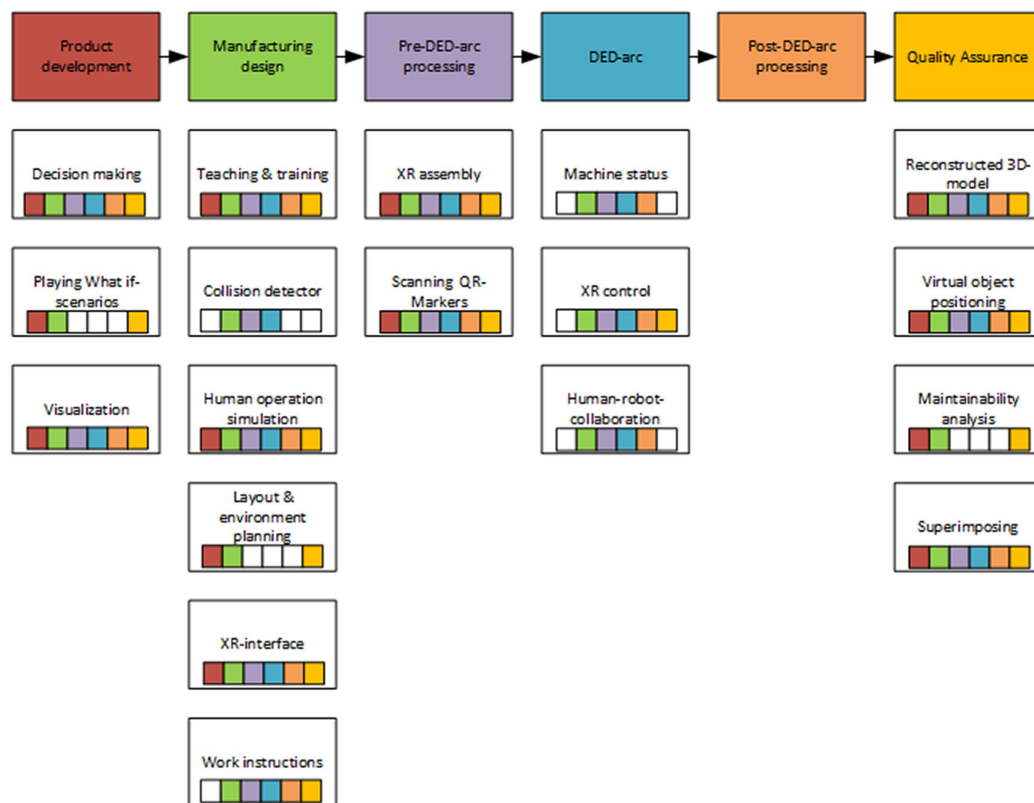 Product
development
Manufacturing
design
Pre-DED-arc
processing
DED-arc
Post-DED-arc
processing
Quality Assurance
Decision making
Teaching & training
XR assembly
Machine status
Reconstructed 3D-
model
Playing What if-
scenarios
Collision detector
Scanning QR-
Markers
XR control
Virtual object
positioning
Visualization
Human operation
simulation
Human-robot-
collaboration
Maintainability
analysis
Layout &
environment
planning
Superimposing
XR-interface
Work instructions